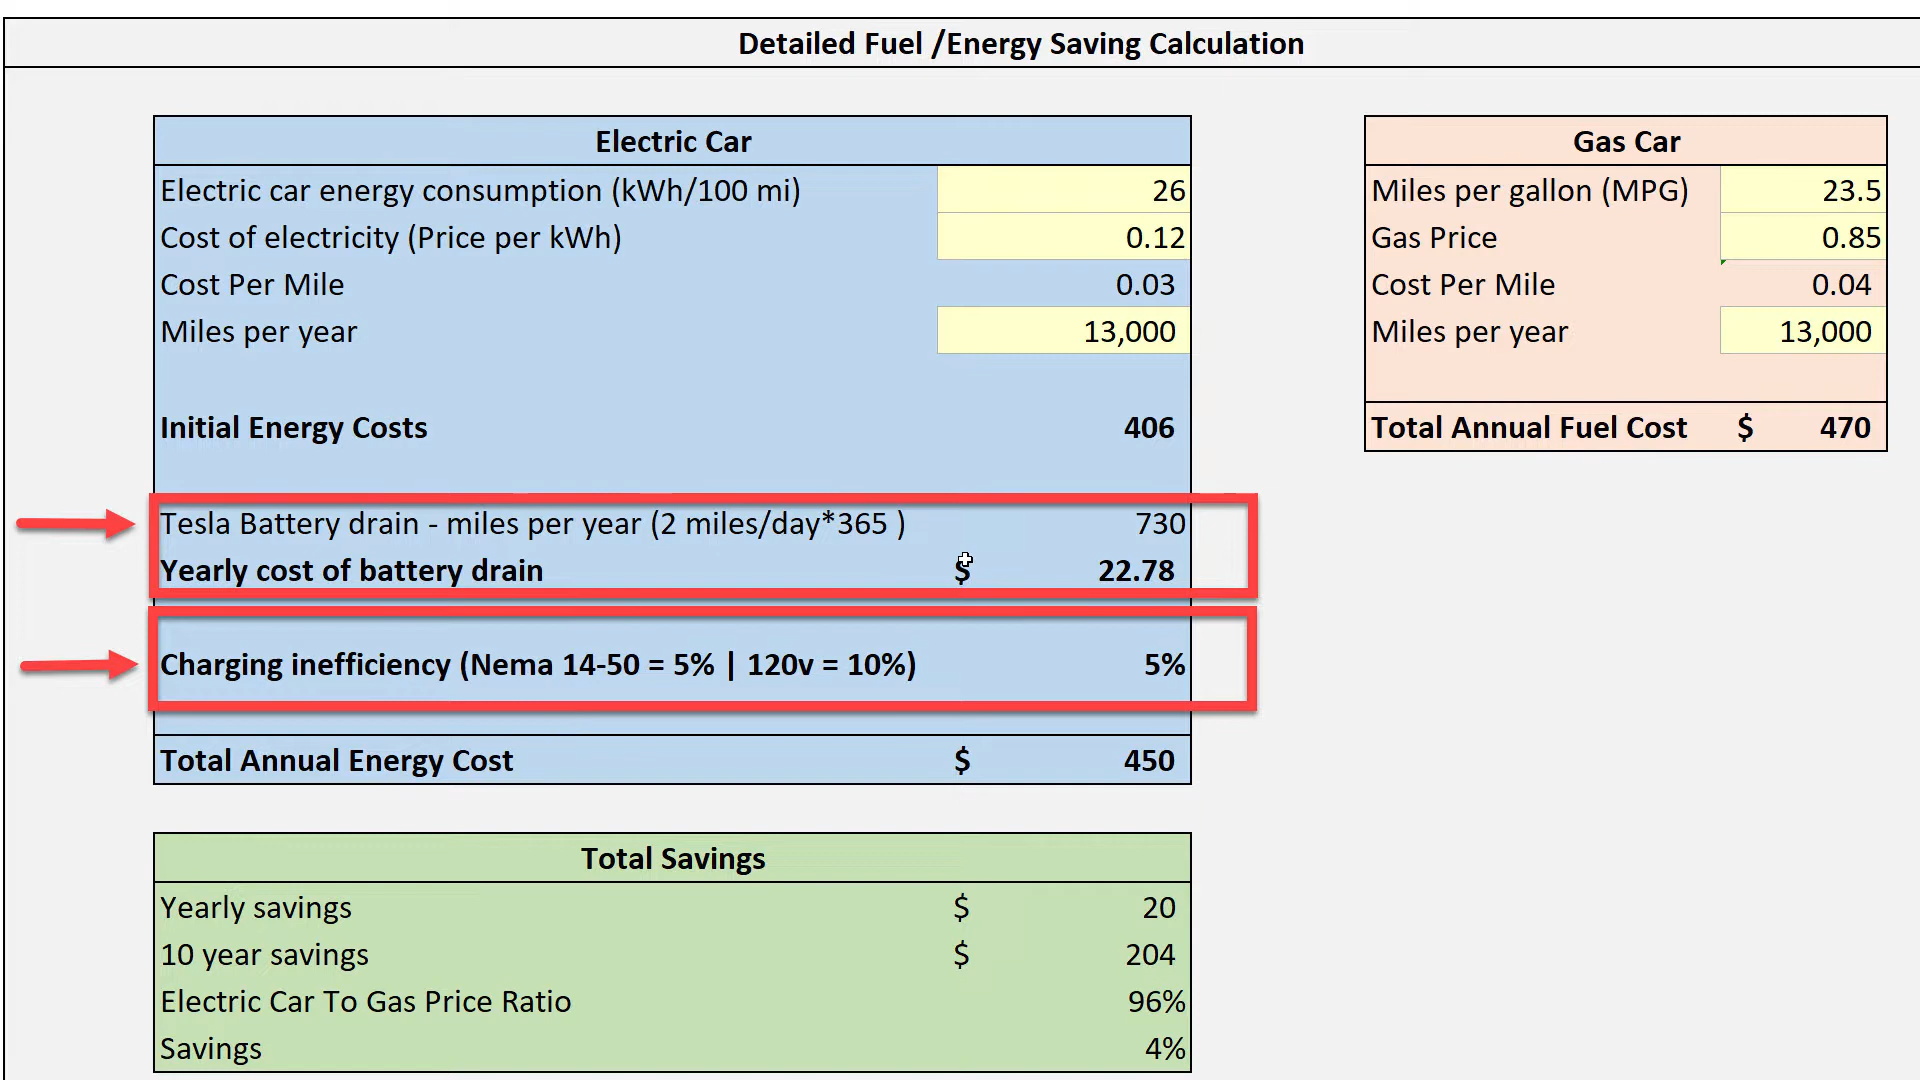 Detailed Fuel /Energy Saving Calculation
Electric Car
Electric car energy consumption (kWh/100 mi) 26
Cost of electricity (Price per kWh) 0.12
Cost Per Mile 0.03
Miles per year 13,000
Initial Energy Costs 406
Tesla Battery drain - miles per year (2 miles/day*365 ) 730
Yearly cost of battery drain $ 22.78
Charging inefficiency (Nema 14-50 = 5% | 120v = 10%) 5%
Total Annual Energy Cost $ 450
Gas Car
Miles per gallon (MPG) 23.5
Gas Price 0.85
Cost Per Mile 0.04
Miles per year 13,000
Total Annual Fuel Cost $ 470
Total Savings
Yearly savings $ 20
10 year savings $ 204
Electric Car To Gas Price Ratio 96%
Savings 4%